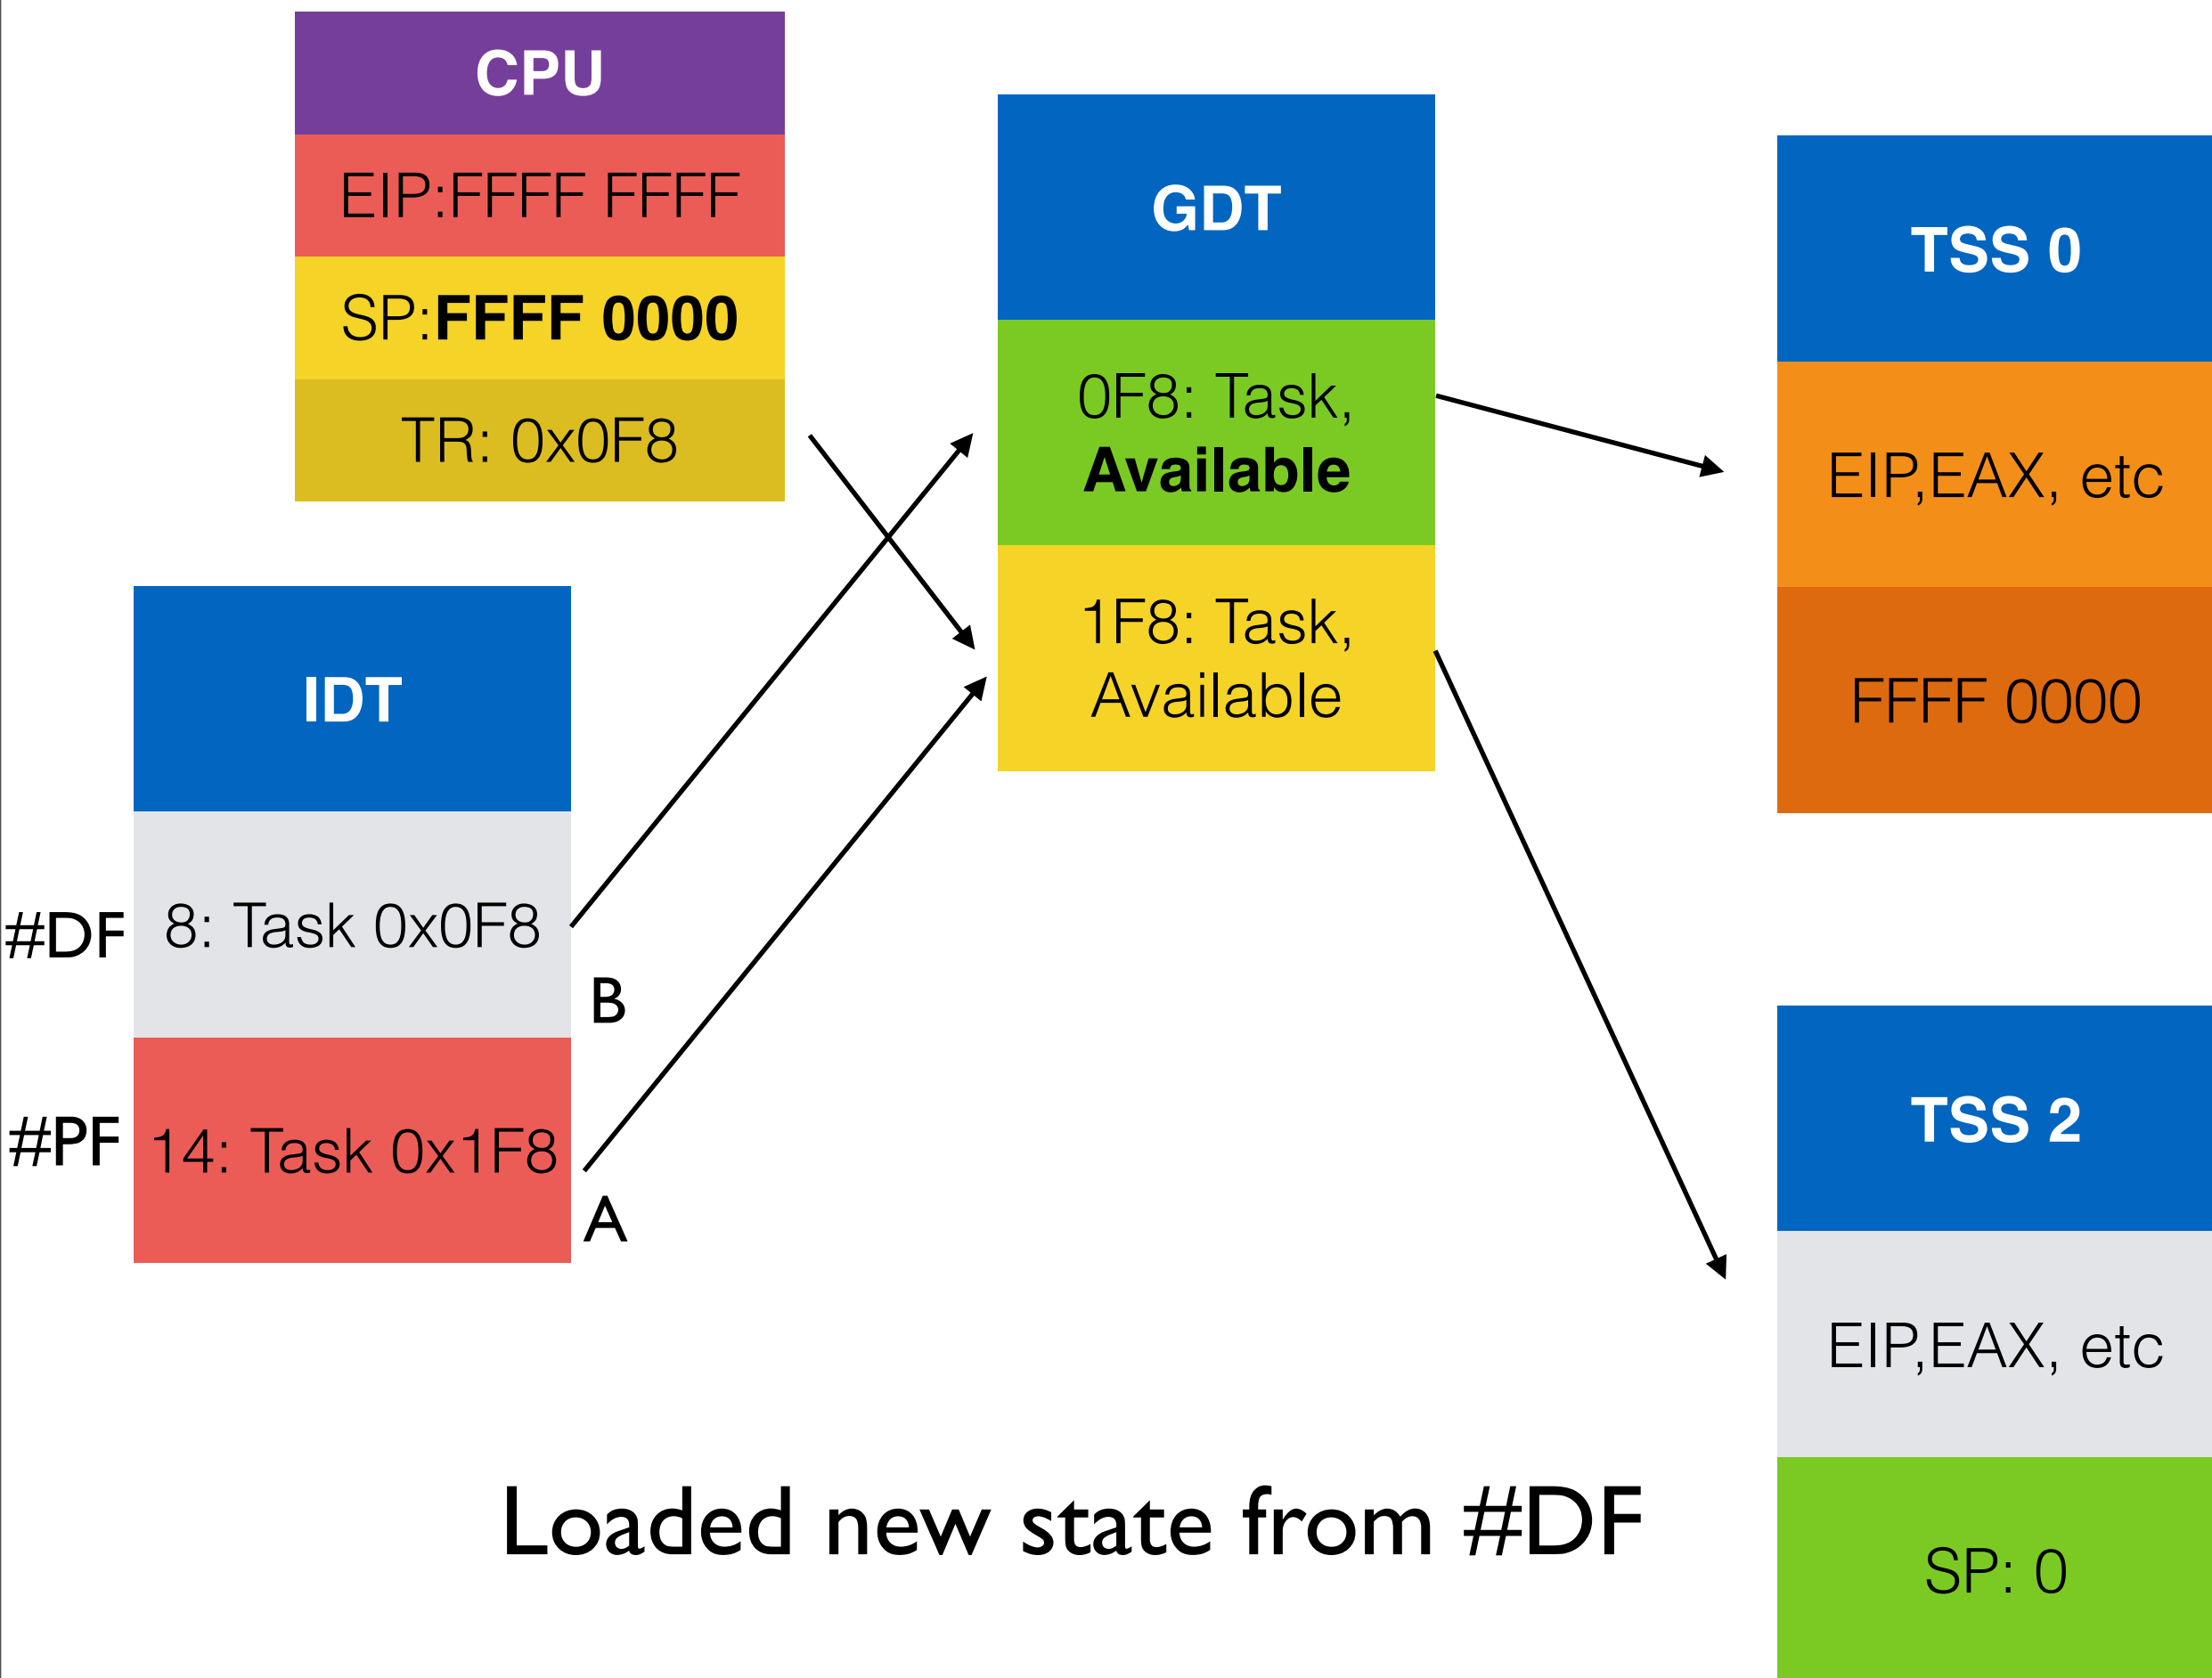 CPU
EIP:FFFF FFFF
SP:FFFF 0000
TR: 0x0F8
IDT
#DF
8: Task 0x0F8
B
#PF
14: Task 0x1F8
A
GDT
0F8: Task,
Available
1F8: Task,
Available
TSS 0
EIP,EAX, etc
FFFF 0000
TSS 2
EIP,EAX, etc
SP: 0
Loaded new state from #DF